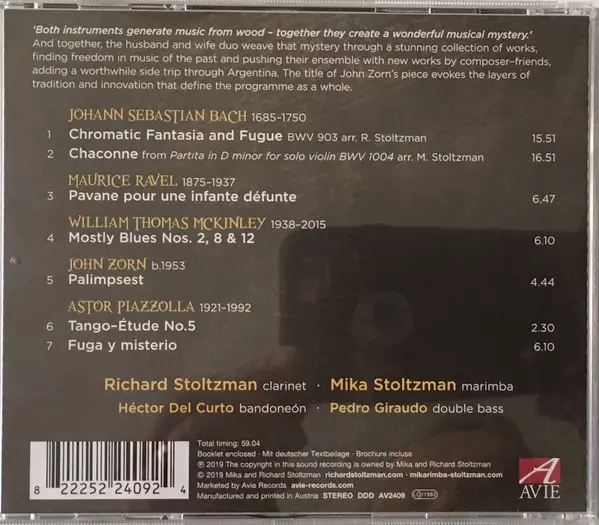 'Both instruments generate music from wood – together they create a wonderful musical mystery.'
And together, the husband and wife duo weave that mystery through a stunning collection of works,
finding freedom in music of the past and pushing their ensemble with new works by composer–friends,
adding a worthwhile side trip through Argentina. The title of John Zorn's piece evokes the layers of
tradition and innovation that define the programme as a whole.
JOHANN SEBASTIAN BACH 1685–1750
1 Chromatic Fantasia and Fugue BWV 903 arr. R. Stoltzman 15.51
2 Chaconne from Partita in D minor for solo violin BWV 1004 arr. M. Stoltzman 16.51
MAURICE RAVEL 1875–1937
3 Pavane pour une infante défunte 6.47
WILLIAM THOMAS MCKINLEY 1938–2015
4 Mostly Blues Nos. 2, 8 & 12 6.10
JOHN ZORN b.1953
5 Palimpsest 4.44
ASTOR PIAZZOLLA 1921–1992
6 Tango–Étude No.5 2.30
7 Fuga y misterio 6.10
Richard Stoltzman clarinet · Mika Stoltzman marimba
Héctor Del Curto bandoneón · Pedro Giraudo double bass
Total timing: 59.04
Booklet enclosed · Mit deutscher Textbeilage · Brochure incluse
℗ 2019 The copyright in this sound recording is owned by Mika and Richard Stoltzman
© 2019 Mika and Richard Stoltzman richardstoltzman.com · mikarimba-stoltzman.com
Marketed by Avie Records avie-records.com
Manufactured and printed in Austria STEREO DDD AV2409
8 22252 24092 4
A
AVIE